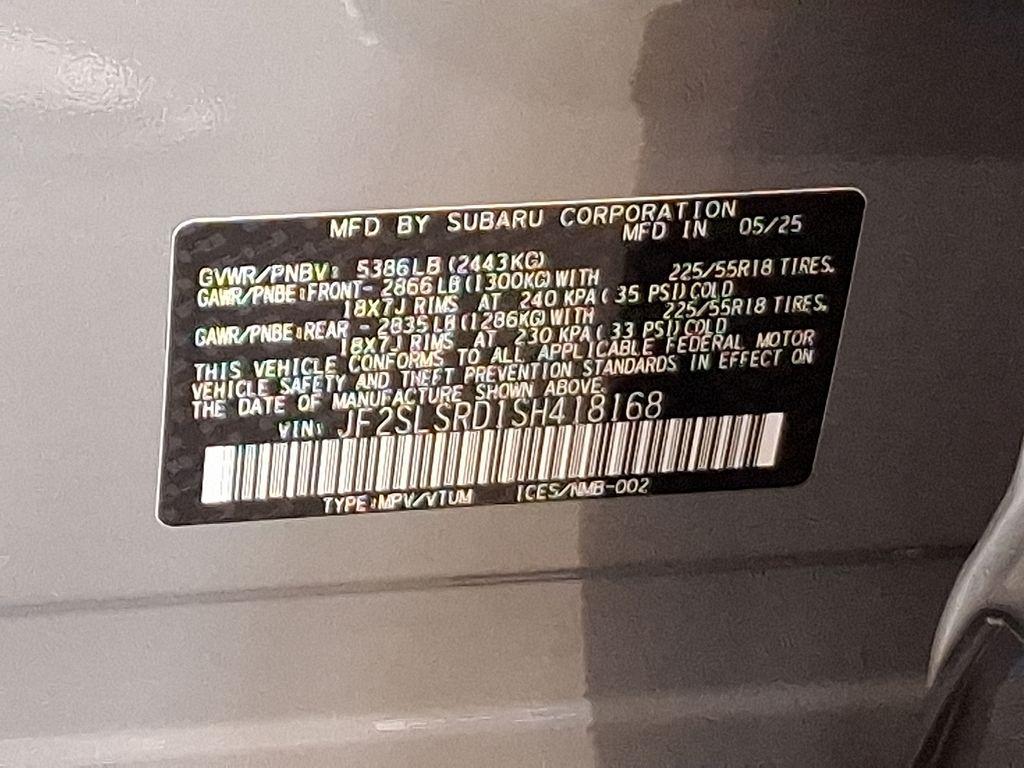 MFD BY SUBARU CORPORATION
MFD IN 05/25
GVWR/PNBV: 5386LB (2443KG)
GAWR/PNBE:FRONT- 2866LB(1300KG)WITH 225/55R18 TIRES.
18X7J RIMS AT 240 KPA( 35 PSI)COLD
GAWR/PNBE:REAR - 2835LB(1286KG)WITH 225/55R18 TIRES.
18X7J RIMS AT 230 KPA( 33 PSI)COLD
THIS VEHICLE CONFORMS TO ALL APPLICABLE FEDERAL MOTOR
VEHICLE SAFETY AND THEFT PREVENTION STANDARDS IN EFFECT ON
THE DATE OF MANUFACTURE SHOWN ABOVE.
VIN: JF2SLSRD1SH418168
TYPE:MPV/VTUM ICES/NMB-002